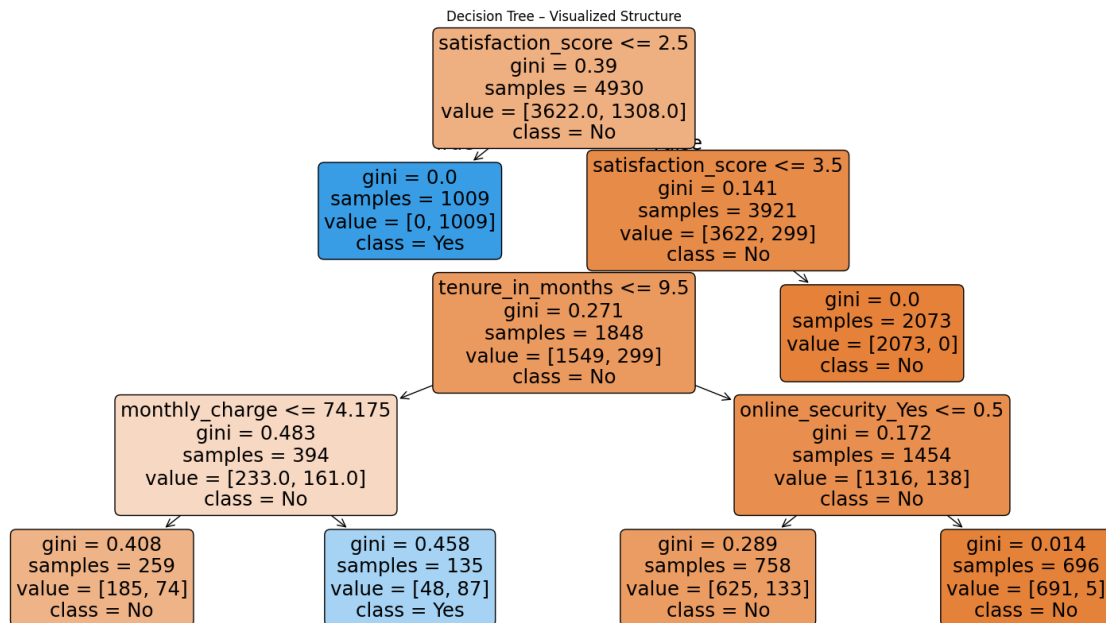 Decision Tree – Visualized Structure
satisfaction_score <= 2.5
gini = 0.39
samples = 4930
value = [3622.0, 1308.0]
class = No
gini = 0.0
samples = 1009
value = [0, 1009]
class = Yes
satisfaction_score <= 3.5
gini = 0.141
samples = 3921
value = [3622, 299]
class = No
tenure_in_months <= 9.5
gini = 0.271
samples = 1848
value = [1549, 299]
class = No
gini = 0.0
samples = 2073
value = [2073, 0]
class = No
monthly_charge <= 74.175
gini = 0.483
samples = 394
value = [233.0, 161.0]
class = No
online_security_Yes <= 0.5
gini = 0.172
samples = 1454
value = [1316, 138]
class = No
gini = 0.408
samples = 259
value = [185, 74]
class = No
gini = 0.458
samples = 135
value = [48, 87]
class = Yes
gini = 0.289
samples = 758
value = [625, 133]
class = No
gini = 0.014
samples = 696
value = [691, 5]
class = No